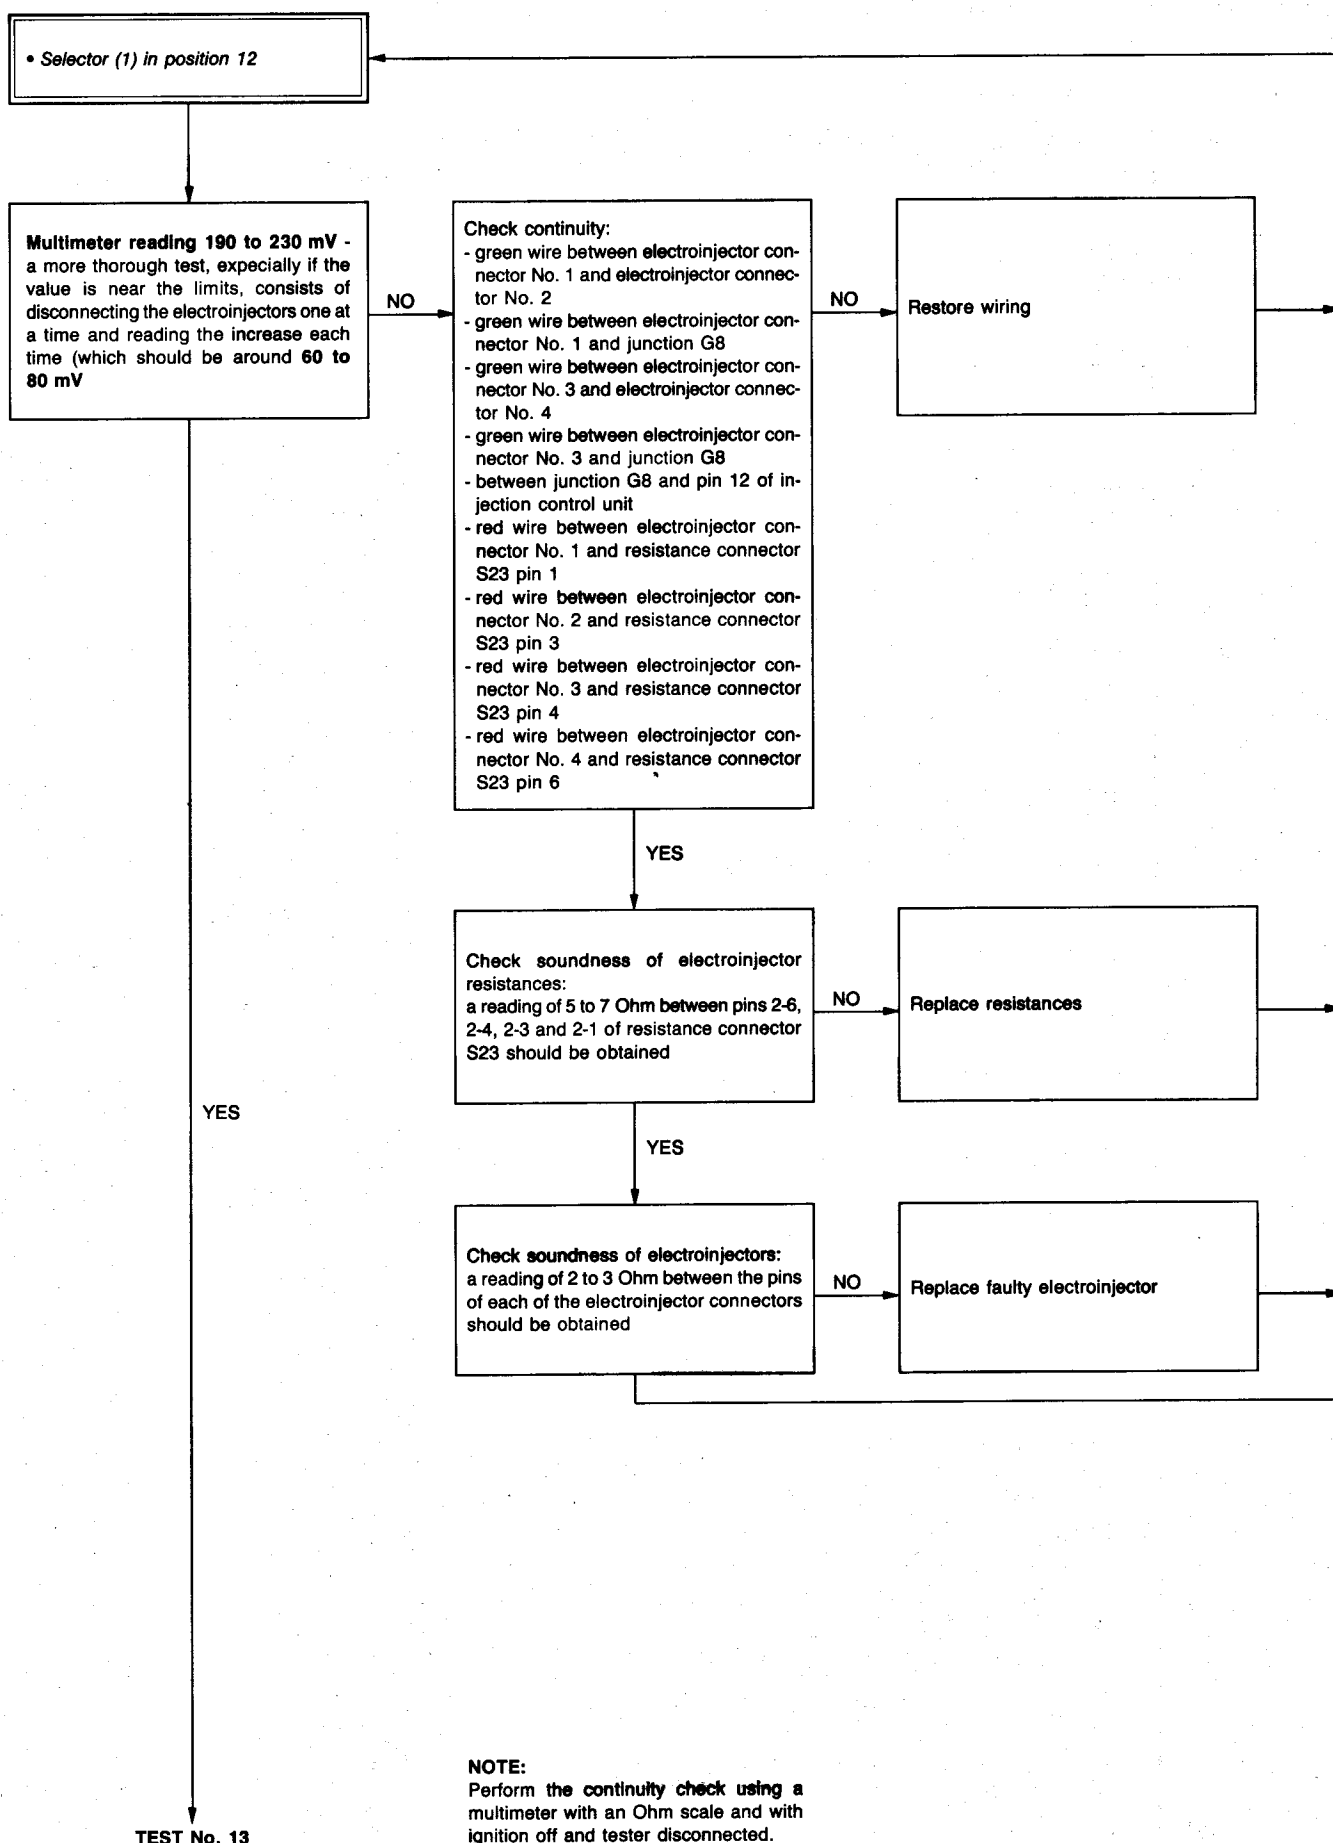 • Selector (1) in position 12
Multimeter reading 190 to 230 mV -
a more thorough test, expecially if the
value is near the limits, consists of
disconnecting the electroinjectors one at
a time and reading the increase each
time (which should be around 60 to
80 mV
NO
Check continuity:
- green wire between electroinjector con-
nector No. 1 and electroinjector connec-
tor No. 2
- green wire between electroinjector con-
nector No. 1 and junction G8
- green wire between electroinjector con-
nector No. 3 and electroinjector connec-
tor No. 4
- green wire between electroinjector con-
nector No. 3 and junction G8
- between junction G8 and pin 12 of in-
jection control unit
- red wire between electroinjector con-
nector No. 1 and resistance connector
S23 pin 1
- red wire between electroinjector con-
nector No. 2 and resistance connector
S23 pin 3
- red wire between electroinjector con-
nector No. 3 and resistance connector
S23 pin 4
- red wire between electroinjector con-
nector No. 4 and resistance connector
S23 pin 6
NO
Restore wiring
YES
Check soundness of electroinjector
resistances:
a reading of 5 to 7 Ohm between pins 2-6,
2-4, 2-3 and 2-1 of resistance connector
S23 should be obtained
NO
Replace resistances
YES
YES
Check soundness of electroinjectors:
a reading of 2 to 3 Ohm between the pins
of each of the electroinjector connectors
should be obtained
NO
Replace faulty electroinjector
NOTE:
Perform the continuity check using a
multimeter with an Ohm scale and with
ignition off and tester disconnected.
TEST No. 13